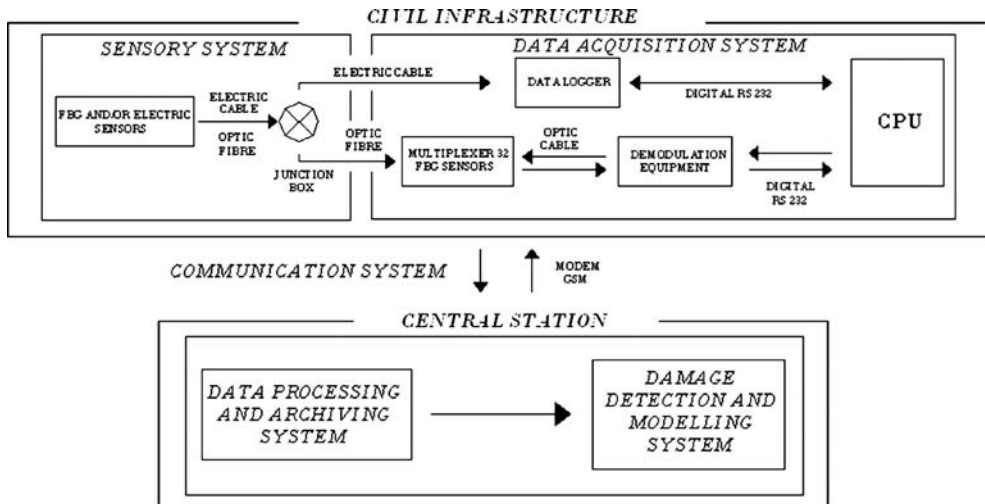 CIVIL INFRASTRUCTURE
SENSORY SYSTEM
DATA ACQUISITION SYSTEM
FBG AND/OR ELECTRIC
SENSORS
ELECTRIC
CABLE
OPTIC
FIBRE
JUNCTION
BOX
ELECTRIC CABLE
OPTIC
FIBRE
DATA LOGGER
DIGITAL RS 232
MULTIPLEXER 32
FBG SENSORS
OPTIC
CABLE
DEMODULATION
EQUIPMENT
DIGITAL
RS 232
CPU
COMMUNICATION SYSTEM
MODEM
GSM
CENTRAL STATION
DATA PROCESSING
AND ARCHIVING
SYSTEM
DAMAGE
DETECTION AND
MODELLING
SYSTEM